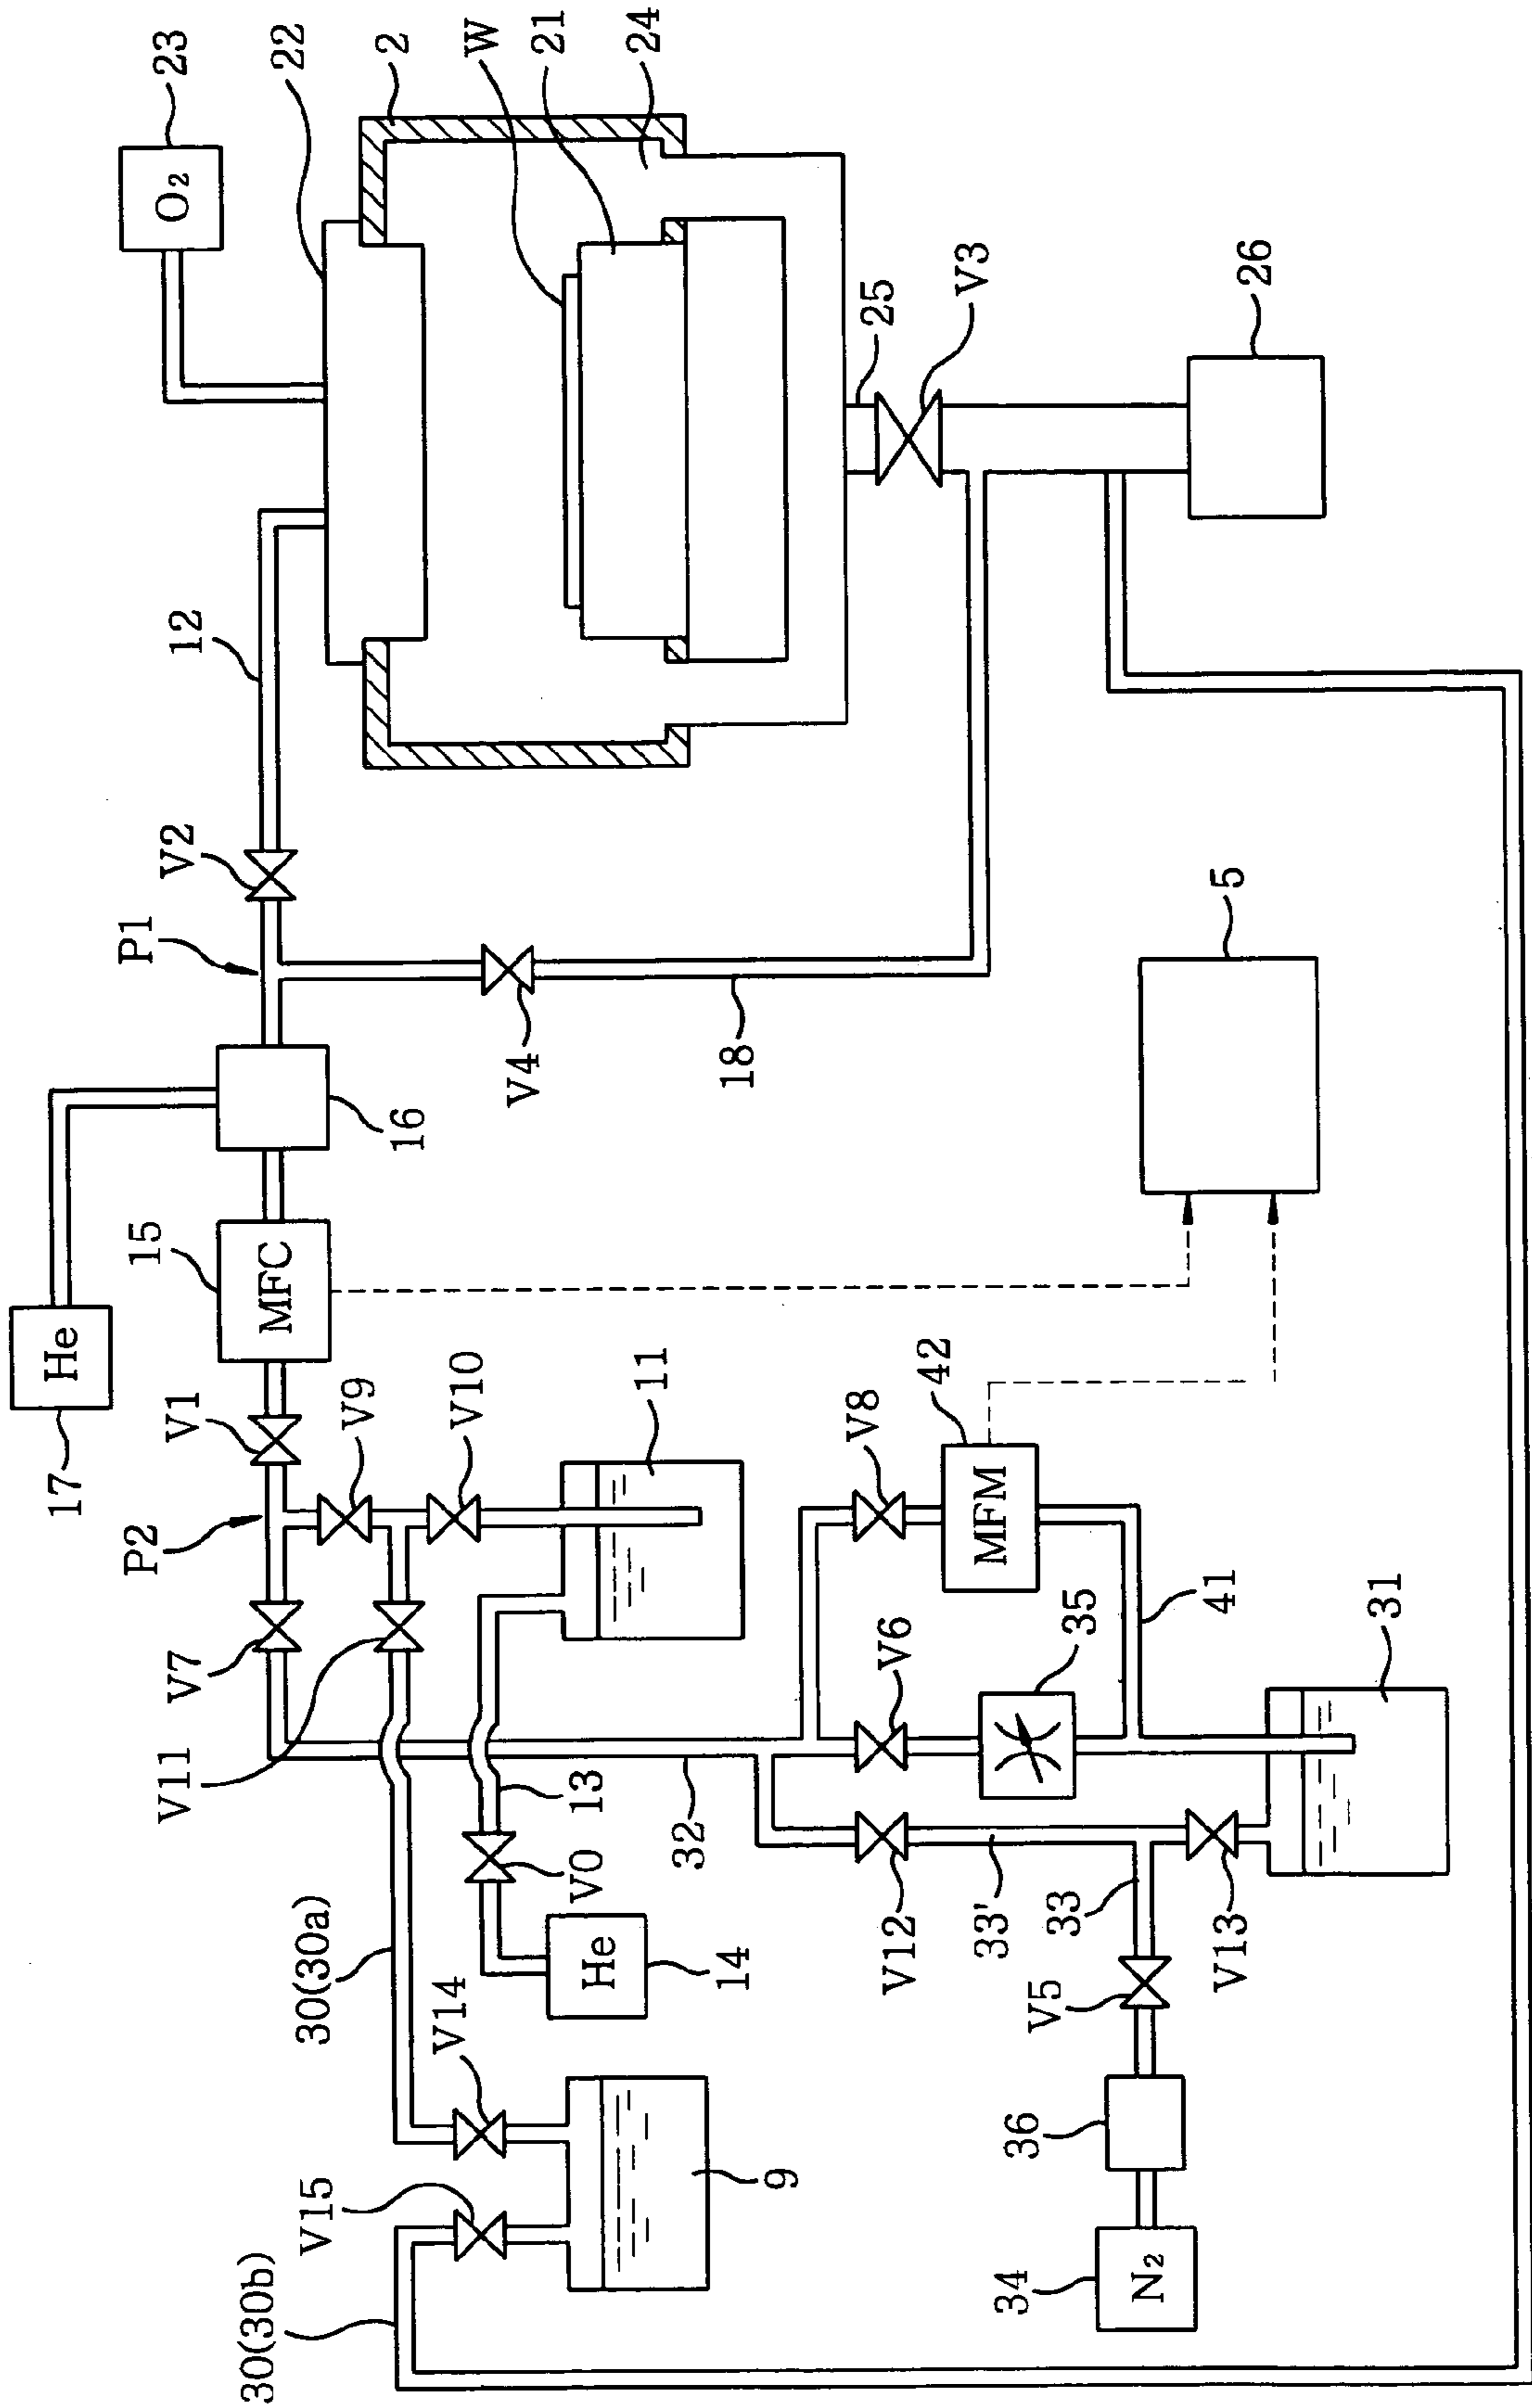 23
O2
22
2
W
21
24
12
25
V3
26
V2
P1
V4
18
5
16
15
MFC
He
17
V1
V9
V10
11
P2
V8
42
MFM
41
V7
V11
V6
35
31
13
32
V0
He
14
V12
33'
33
V13
30(30a)
V14
V5
36
V15
9
34
N2
30(30b)